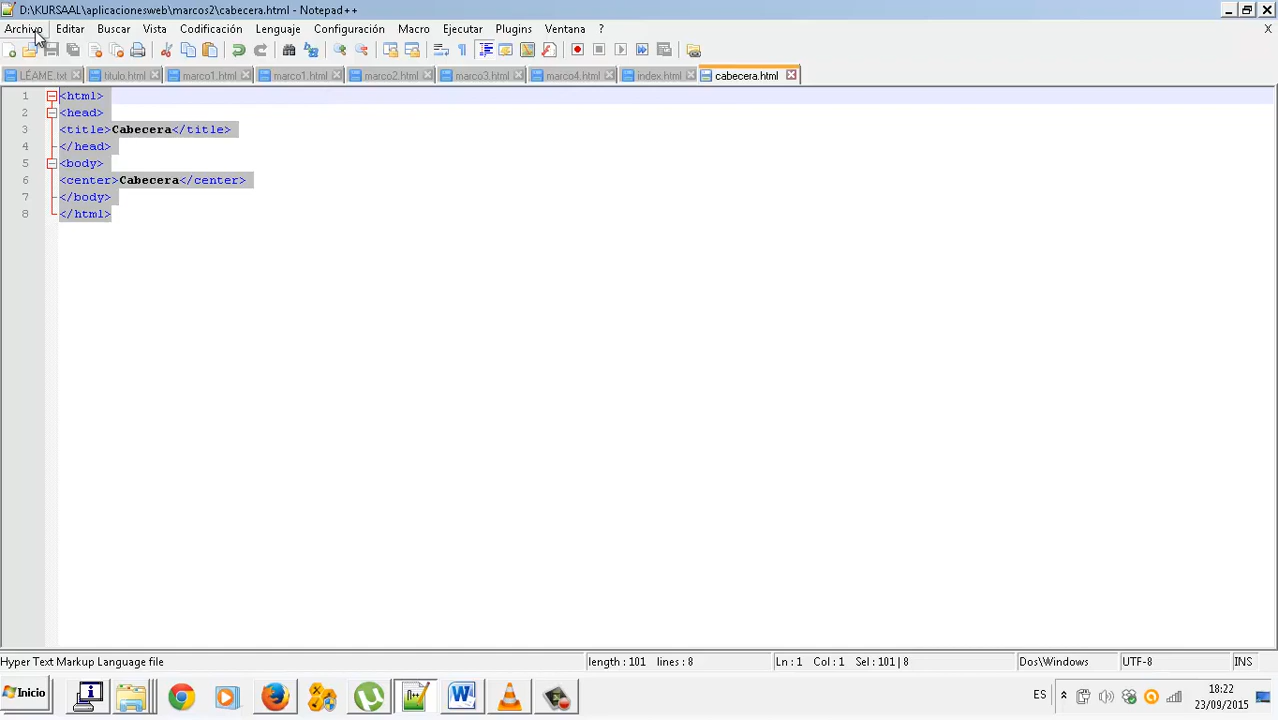 D:\KURSAAL\aplicacionesweb\marcos2\cabecera.html - Notepad++
Archivo Editar Buscar Vista Codificación Lenguaje Configuración Macro Ejecutar Plugins Ventana ? X
LÉAME.txt titulo.html marco1.html marco1.html marco2.html marco3.html marco4.html index.html cabecera.html
1 <html>
2 <head>
3 <title>Cabecera</title>
4 </head>
5 <body>
6 <center>Cabecera</center>
7 </body>
8 </html>
Hyper Text Markup Language file length : 101 lines : 8 Ln : 1 Col : 1 Sel : 101 | 8 Dos\Windows UTF-8 INS
Inicio ES 18:22
23/09/2015